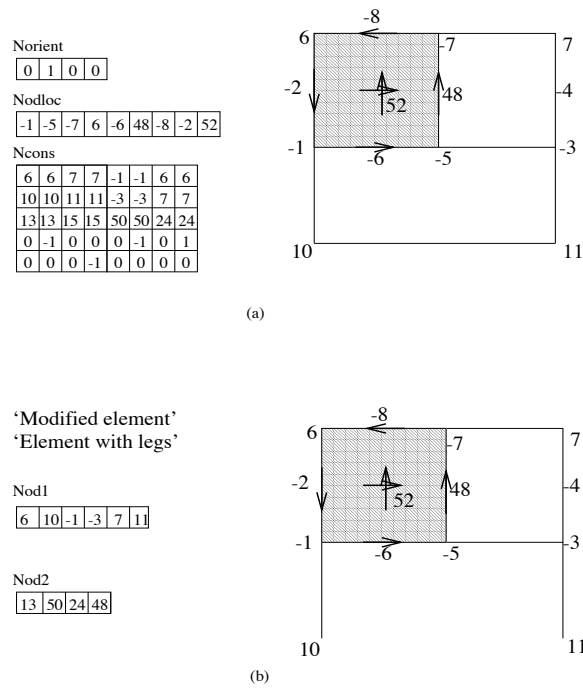 Norient
0 1 0 0
Nodloc
-1 -5 -7 6 -6 48 -8 -2 52
Ncons
6 6 7 7 -1 -1 6 6
10 10 11 11 -3 -3 7 7
13 13 15 15 50 50 24 24
0 -1 0 0 0 -1 0 1
0 0 0 -1 0 0 0 0
-8
6 -7 7
-2 52 48 -4
-1 -6 -5 -3
10 11
(a)
‘Modified element’
‘Element with legs’
Nod1
6 10 -1 -3 7 11
Nod2
13 50 24 48
-8
6 -7 7
-2 52 48 -4
-1 -6 -5 -3
10 11
(b)